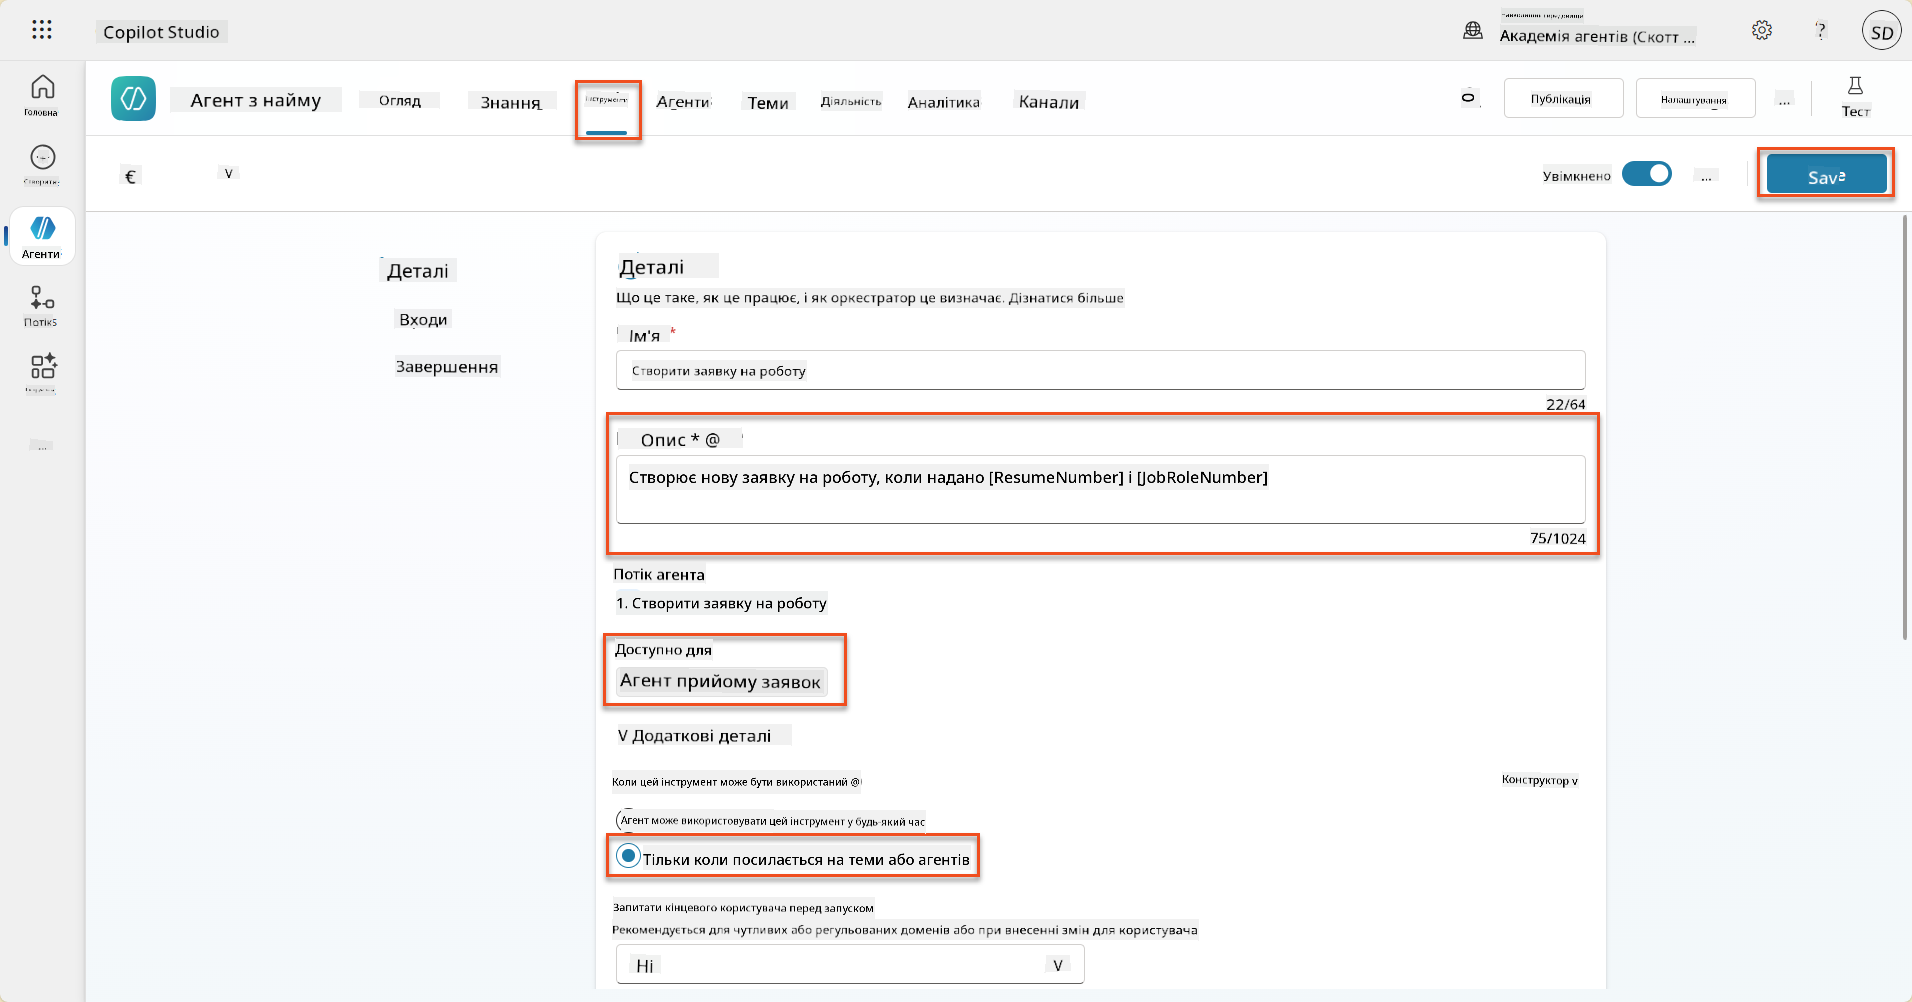 Copilot Studio
Академія агентів (Скотт ...
?
SD
Головна
Агент з найму
Огляд
Знання
Інструменти
Агенти
Теми
Діяльність
Аналітика
Канали
Публікація
Налаштування
...
Тест
Створити
€
V
Увімкнено
...
Save
Агенти
Деталі
Входи
Завершення
Потік
...
Деталі
Що це таке, як це працює, і як оркестратор це визначає. Дізнатися більше
Ім'я *
Створити заявку на роботу
22/64
Опис * @
Створює нову заявку на роботу, коли надано [ResumeNumber] і [JobRoleNumber]
75/1024
Потік агента
1. Створити заявку на роботу
Доступно для
Агент прийому заявок
V Додаткові деталі
Коли цей інструмент може бути використаний @
Конструктор v
Агент може використовувати цей інструмент у будь-який час
Тільки коли посилається на теми або агентів
Запитати кінцевого користувача перед запуском
Рекомендується для чутливих або регульованих доменів або при внесенні змін для користувача
Ні
V